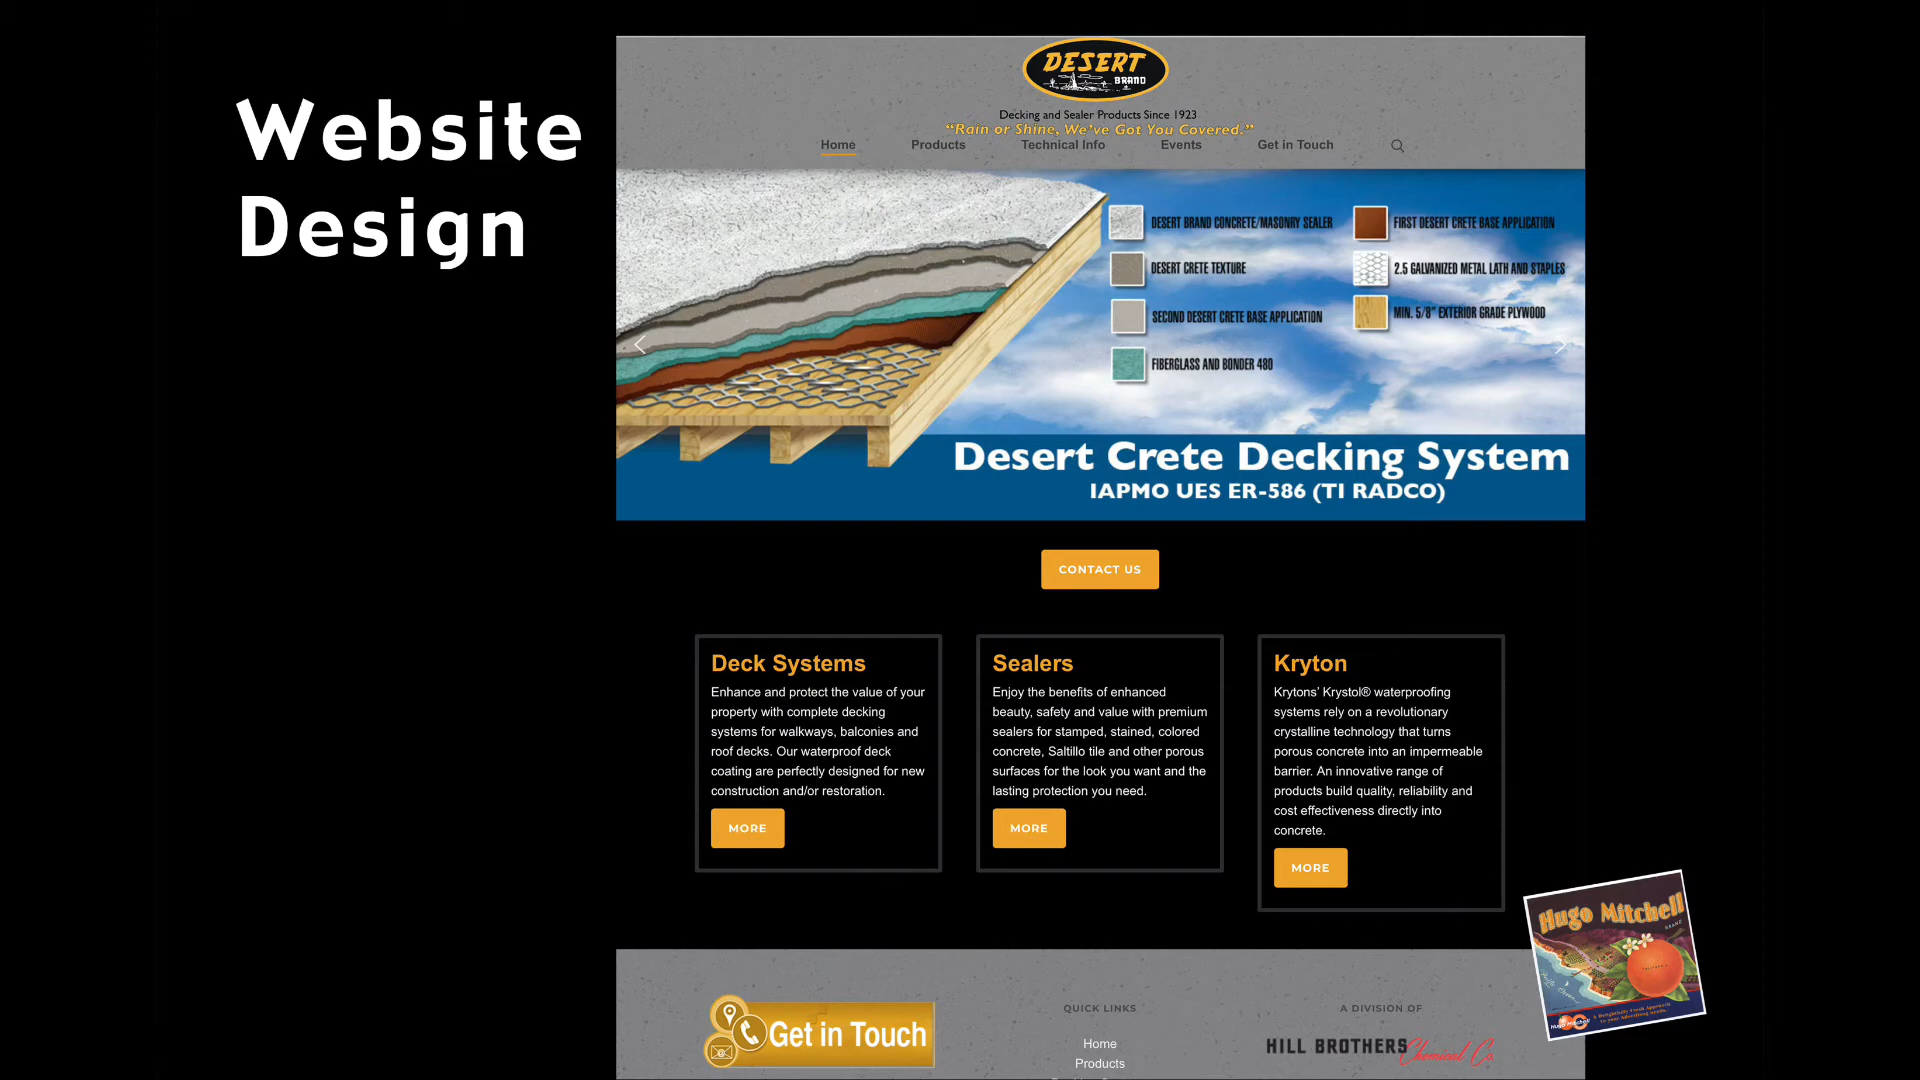 Website
Design
DESERT
BRAND
Decking and Sealer Products Since 1923
“Rain or Shine, We’ve Got You Covered.”
Home Products Technical Info Events Get in Touch
DESERT BRAND CONCRETE/MASONRY SEALER
DESERT CRETE TEXTURE
SECOND DESERT CRETE BASE APPLICATION
FIBERGLASS AND BONDER 480
FIRST DESERT CRETE BASE APPLICATION
2.5 GALVANIZED METAL LATH AND STAPLES
MIN. 5/8" EXTERIOR GRADE PLYWOOD
Desert Crete Decking System
IAPMO UES ER-586 (TI RADCO)
CONTACT US
Deck Systems
Enhance and protect the value of your
property with complete decking
systems for walkways, balconies and
roof decks. Our waterproof deck
coating are perfectly designed for new
construction and/or restoration.
MORE
Sealers
Enjoy the benefits of enhanced
beauty, safety and value with premium
sealers for stamped, stained, colored
concrete, Saltillo tile and other porous
surfaces for the look you want and the
lasting protection you need.
MORE
Kryton
Krytons’ Krystol® waterproofing
systems rely on a revolutionary
crystalline technology that turns
porous concrete into an impermeable
barrier. An innovative range of
products build quality, reliability and
cost effectiveness directly into
concrete.
MORE
Get in Touch
QUICK LINKS
Home
Products
A DIVISION OF
HILL BROTHERS Chemical Co.
Hugo Mitchell
BRAND
Hugo Mitchell
A Delightfully Fresh Approach
to your Advertising needs.